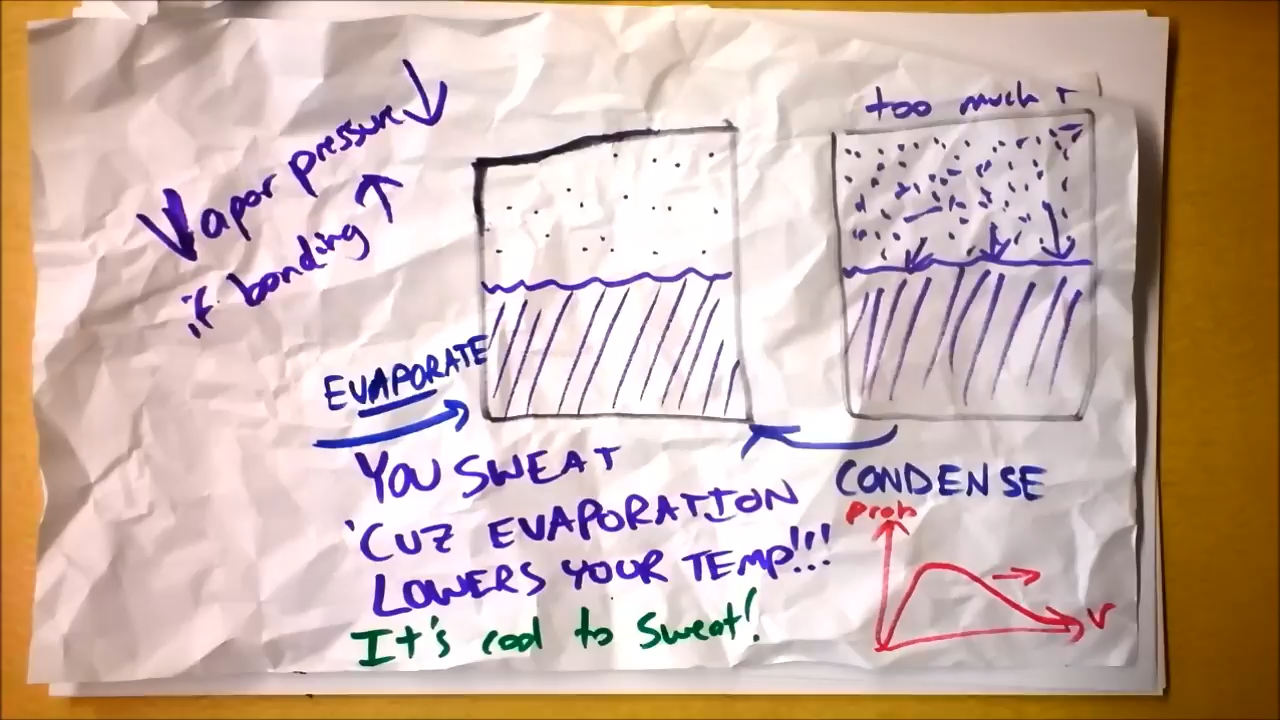 Vapor pressure ↓
if bonding ↑
too much
EVAPORATE
YOU SWEAT
'CUZ EVAPORATION
LOWERS YOUR TEMP!!!
It's cool to sweat!
CONDENSE
Prob
V